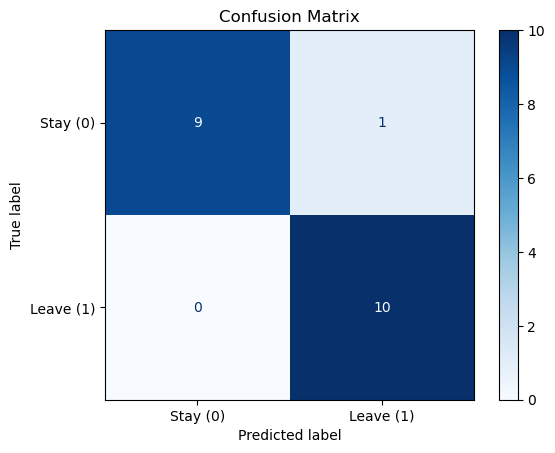 Confusion Matrix
10
Stay (0)
9
1
8
6
True label
4
Leave (1)
0
10
2
0
Stay (0)
Leave (1)
Predicted label